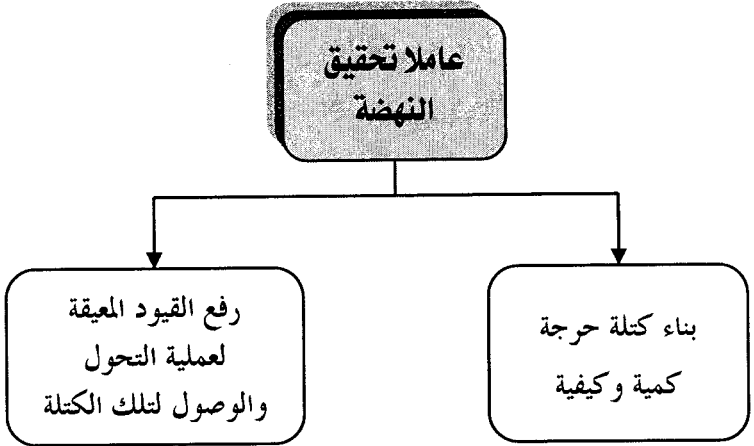 عاملا تحقيق
النهضة
بناء كتلة حرجة
كمية وكيفية
رفع القيود المعيقة
لعملية التحول
والوصول لتلك الكتلة